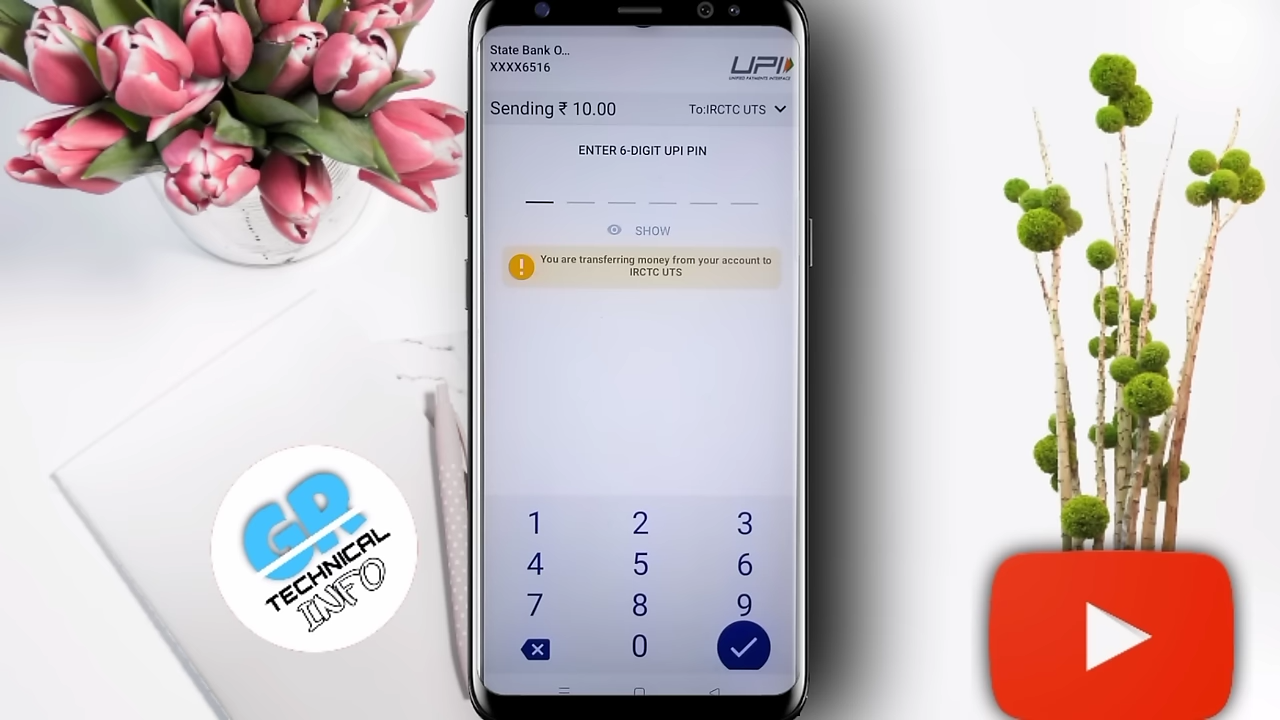 State Bank O...
XXXX6516
UPI
UNIFIED PAYMENTS INTERFACE
Sending ₹ 10.00
To:IRCTC UTS
ENTER 6-DIGIT UPI PIN
SHOW
You are transferring money from your account to
IRCTC UTS
1 2 3
4 5 6
7 8 9
0
GR
TECHNICAL
INFO